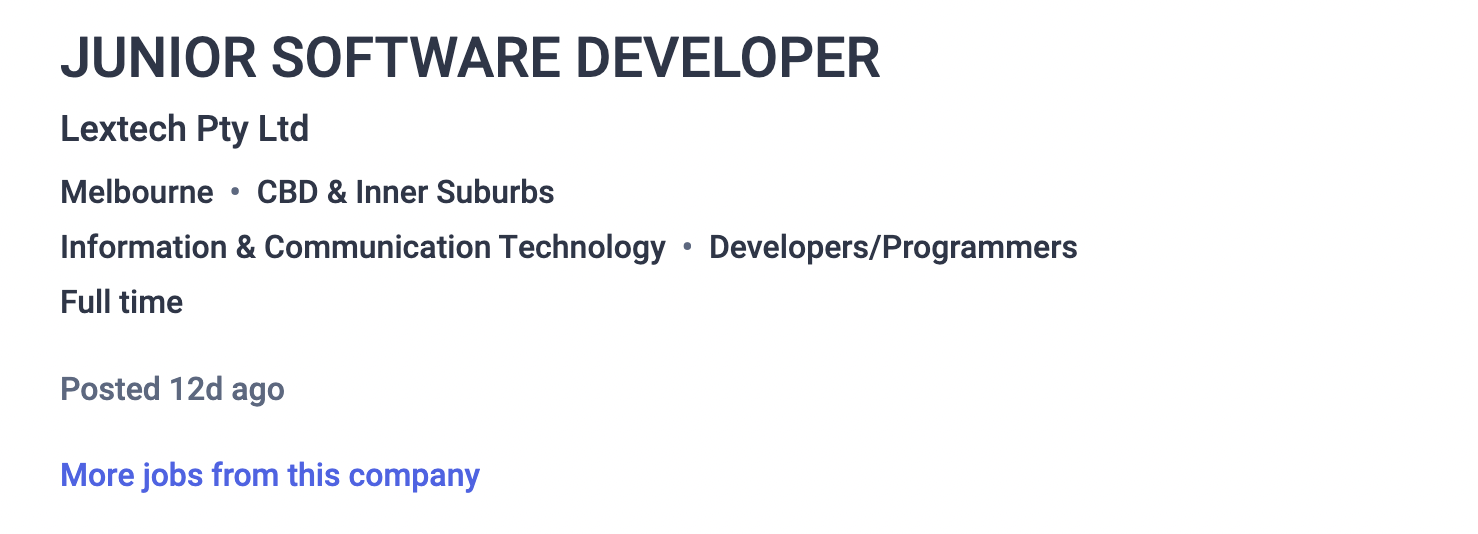 JUNIOR SOFTWARE DEVELOPER
Lextech Pty Ltd
Melbourne • CBD & Inner Suburbs
Information & Communication Technology • Developers/Programmers
Full time
Posted 12d ago
More jobs from this company